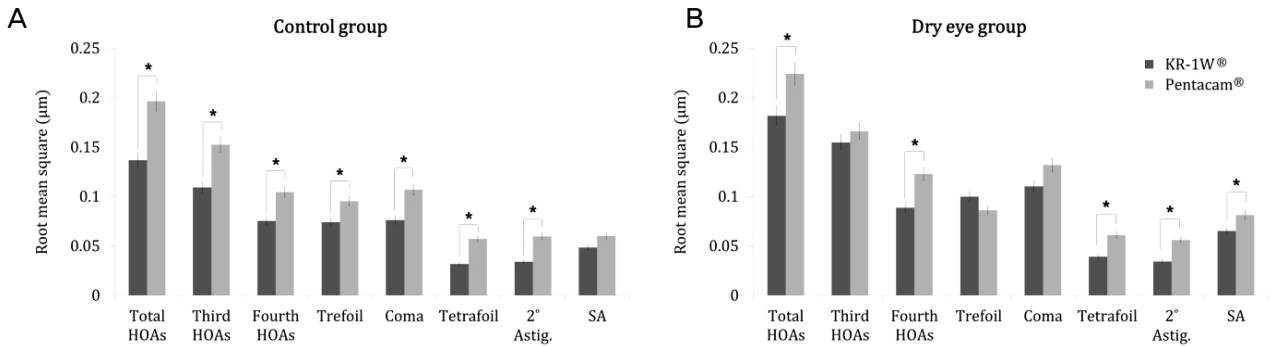 A
Control group
Root mean square (µm)
0.25
0.2
0.15
0.1
0.05
0
*
*
*
*
*
*
*
Total HOAs
Third HOAs
Fourth HOAs
Trefoil
Coma
Tetrafoil
2° Astig.
SA
B
Dry eye group
Root mean square (µm)
0.25
0.2
0.15
0.1
0.05
0
*
*
*
*
*
KR-1W®
Pentacam®
Total HOAs
Third HOAs
Fourth HOAs
Trefoil
Coma
Tetrafoil
2° Astig.
SA